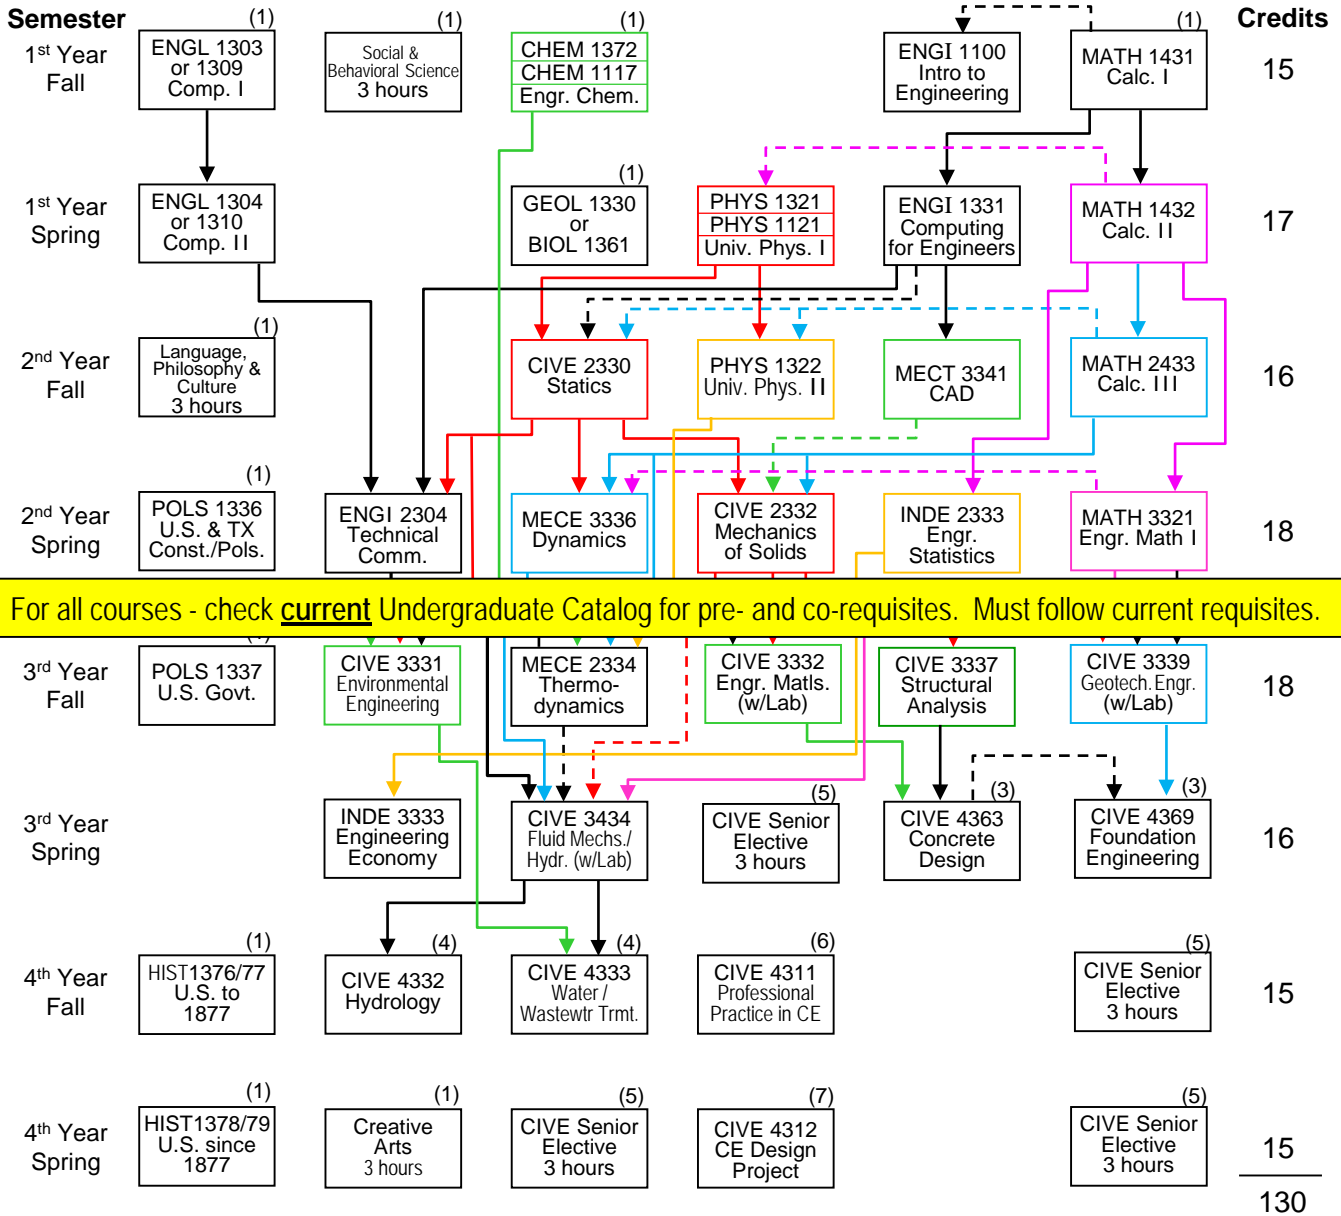 Semester
Credits
(1)
(1)
(1)
(1)
1st Year
Fall
ENGL 1303
or 1309
Comp. I
Social &
Behavioral Science
3 hours
CHEM 1372
CHEM 1117
Engr. Chem.
ENGI 1100
Intro to
Engineering
MATH 1431
Calc. I
15
(1)
1st Year
Spring
ENGL 1304
or 1310
Comp. II
GEOL 1330
or
BIOL 1361
PHYS 1321
PHYS 1121
Univ. Phys. I
ENGI 1331
Computing
for Engineers
MATH 1432
Calc. II
17
(1)
2nd Year
Fall
Language,
Philosophy &
Culture
3 hours
CIVE 2330
Statics
PHYS 1322
Univ. Phys. II
MECT 3341
CAD
MATH 2433
Calc. III
16
(1)
2nd Year
Spring
POLS 1336
U.S. & TX
Const./Pols.
ENGI 2304
Technical
Comm.
MECE 3336
Dynamics
CIVE 2332
Mechanics
of Solids
INDE 2333
Engr.
Statistics
MATH 3321
Engr. Math I
18
For all courses - check current Undergraduate Catalog for pre- and co-requisites. Must follow current requisites.
3rd Year
Fall
POLS 1337
U.S. Govt.
CIVE 3331
Environmental
Engineering
MECE 2334
Thermo-
dynamics
CIVE 3332
Engr. Matls.
(w/Lab)
CIVE 3337
Structural
Analysis
CIVE 3339
Geotech. Engr.
(w/Lab)
18
(5)
(3)
(3)
3rd Year
Spring
INDE 3333
Engineering
Economy
CIVE 3434
Fluid Mechs./
Hydr. (w/Lab)
CIVE Senior
Elective
3 hours
CIVE 4363
Concrete
Design
CIVE 4369
Foundation
Engineering
16
(1)
(4)
(4)
(6)
(5)
4th Year
Fall
HIST1376/77
U.S. to
1877
CIVE 4332
Hydrology
CIVE 4333
Water /
Wastewtr Trmt.
CIVE 4311
Professional
Practice in CE
CIVE Senior
Elective
3 hours
15
(1)
(1)
(5)
(7)
(5)
4th Year
Spring
HIST1378/79
U.S. since
1877
Creative
Arts
3 hours
CIVE Senior
Elective
3 hours
CIVE 4312
CE Design
Project
CIVE Senior
Elective
3 hours
15
130